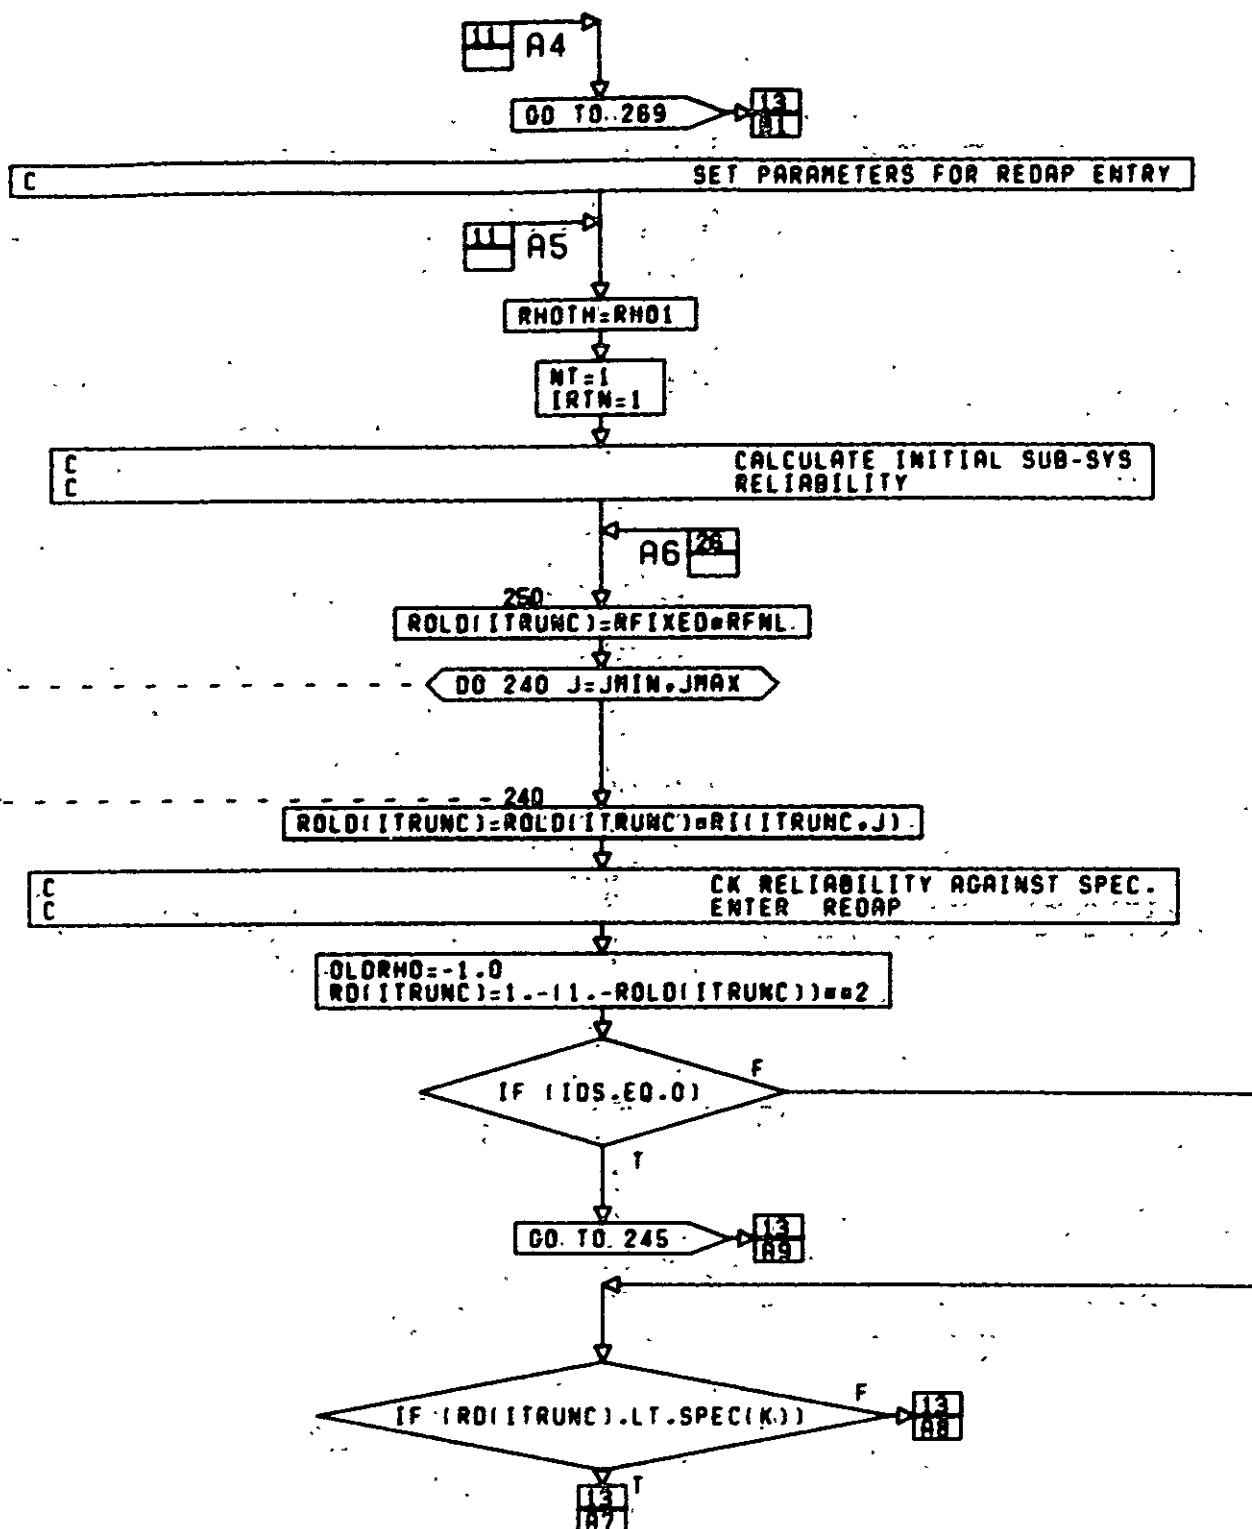 11
A4
GO TO 269
13
A1
C SET PARAMETERS FOR REDAP ENTRY
11
A5
RHOTH=RHO1
NT=1
IRTN=1
C CALCULATE INITIAL SUB-SYS
C RELIABILITY
A6
26
250
ROLD(ITRUNC)=RFIXED*RFNL
DO 240 J=JMIN,JMAX
240
ROLD(ITRUNC)=ROLD(ITRUNC)*RI(ITRUNC,J)
C CK RELIABILITY AGAINST SPEC.
C ENTER REDAP
OLDRHO=-1.0
RD(ITRUNC)=1.-(1.-ROLD(ITRUNC))**2
IF (IDS.EQ.0)
F
T
GO TO 245
13
A9
IF (RD(ITRUNC).LT.SPEC(K))
F
13
A8
T
13
A7